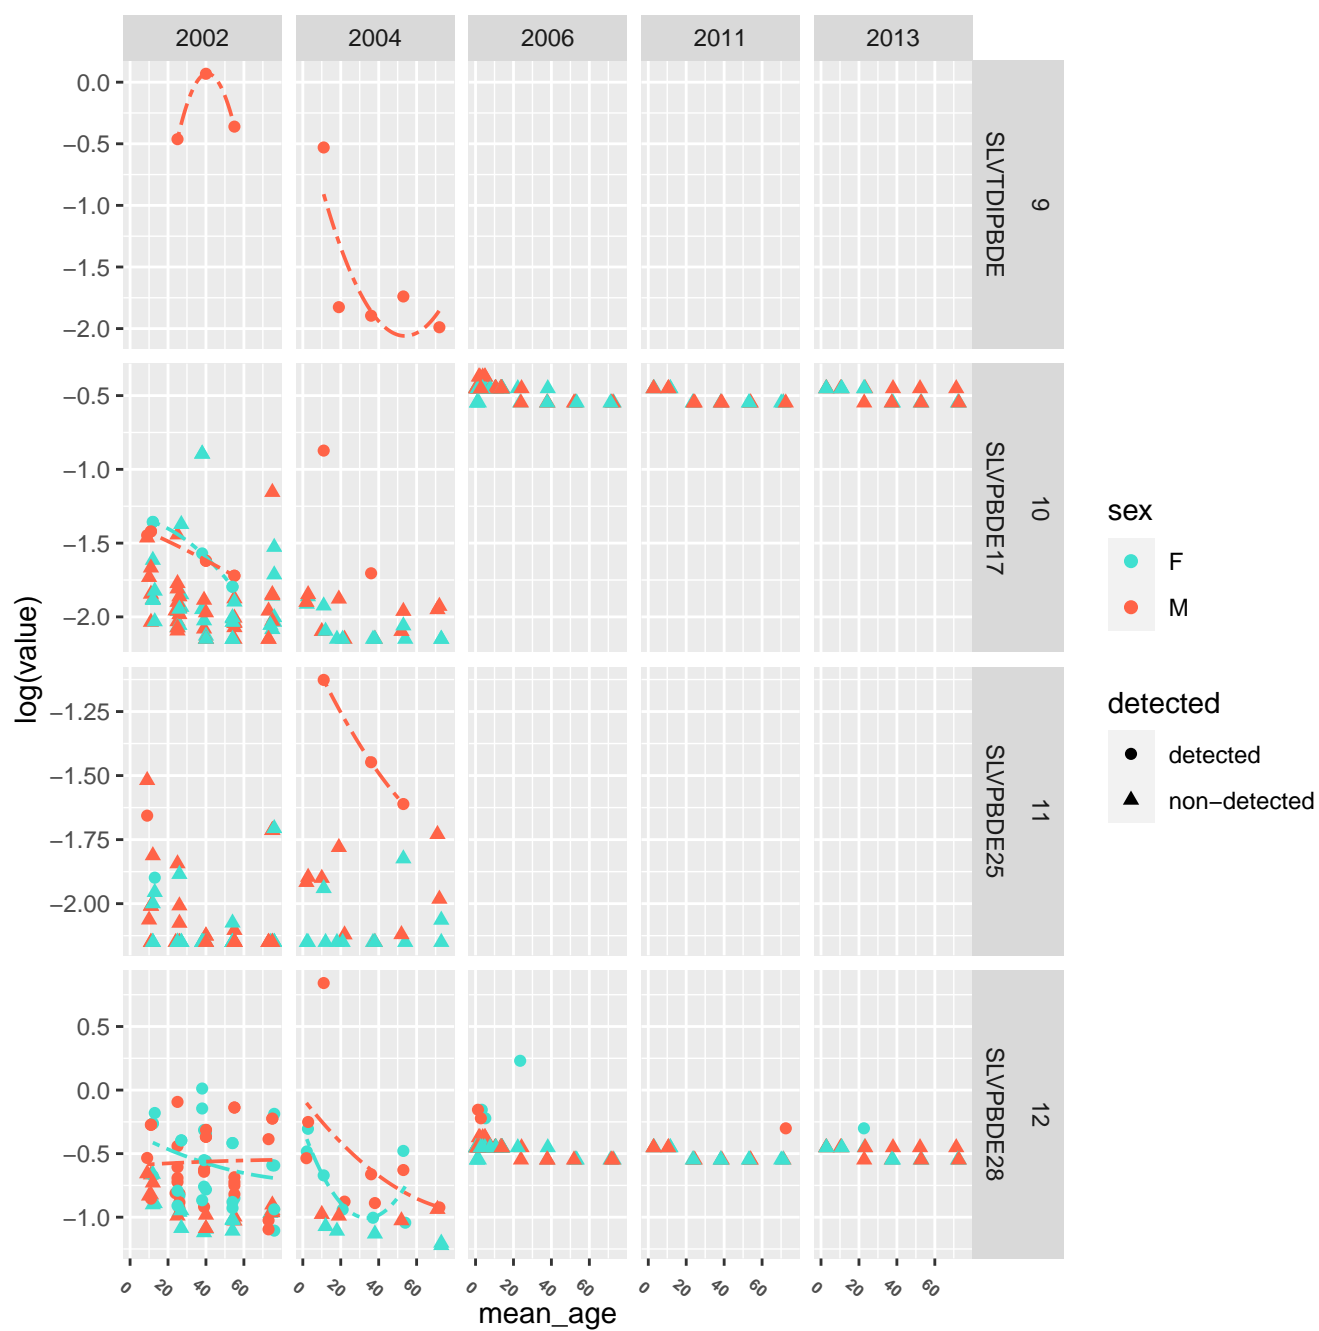 2002 2004 2006 2011 2013
0.0
−0.5
−1.0
−1.5
−2.0
SLVTDIPBDE
9
−0.5
−1.0
−1.5
−2.0
SLVPBDE17
10
−1.25
−1.50
−1.75
−2.00
SLVPBDE25
11
0.5
0.0
−0.5
−1.0
SLVPBDE28
12
0 20 40 60 0 20 40 60 0 20 40 60 0 20 40 60 0 20 40 60
mean_age
log(value)
sex
F
M
detected
detected
non−detected